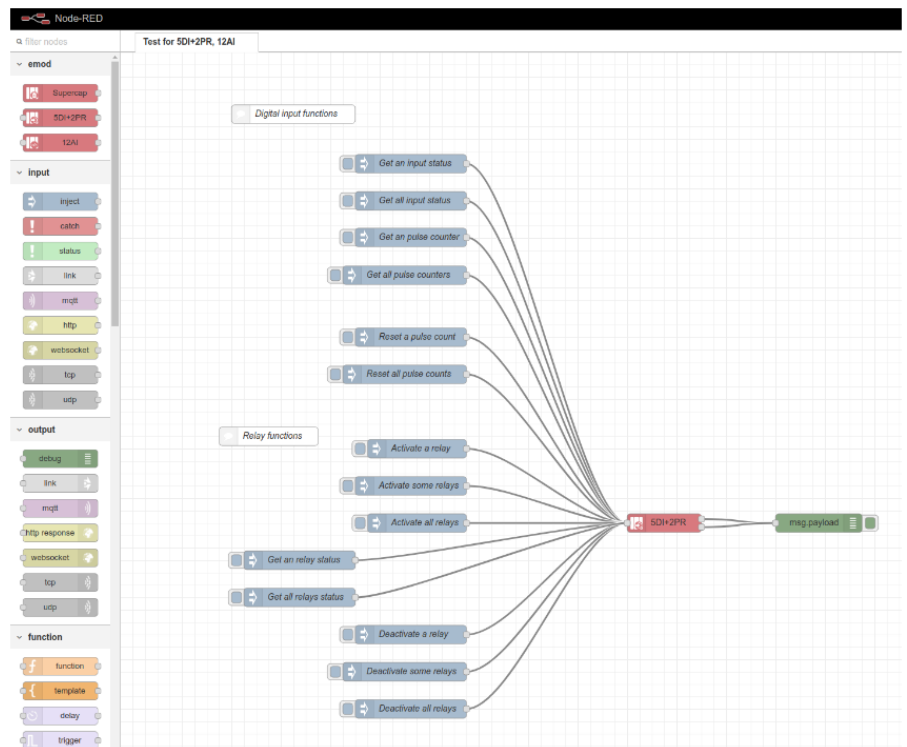 Node-RED
filter nodes
Test for 5DI+2PR, 12AI
emod
Supercap
5DI+2PR
12AI
input
inject
catch
status
link
mqtt
http
websocket
tcp
udp
output
debug
link
mqtt
http response
websocket
tcp
udp
function
function
template
delay
trigger
Digital input functions
Get an input status
Get all input status
Get an pulse counter
Get all pulse counters
Reset a pulse count
Reset all pulse counts
Relay functions
Activate a relay
Activate some relays
Activate all relays
Get an relay status
Get all relays status
Deactivate a relay
Deactivate some relays
Deactivate all relays
5DI+2PR
msg.payload